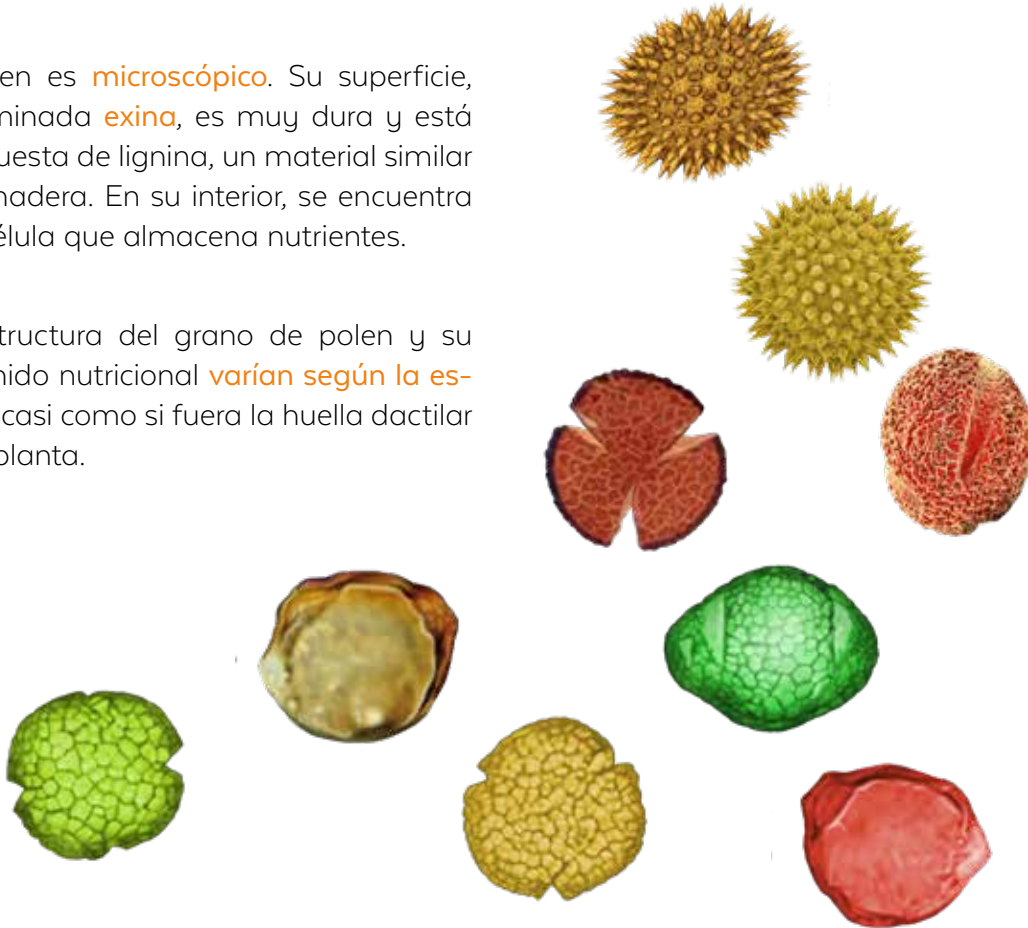 en es microscópico. Su superficie,
minada exina, es muy dura y está
uesta de lignina, un material similar
nadera. En su interior, se encuentra
élula que almacena nutrientes.
tructura del grano de polen y su
nido nutricional varían según la es-
casi como si fuera la huella dactilar
planta.